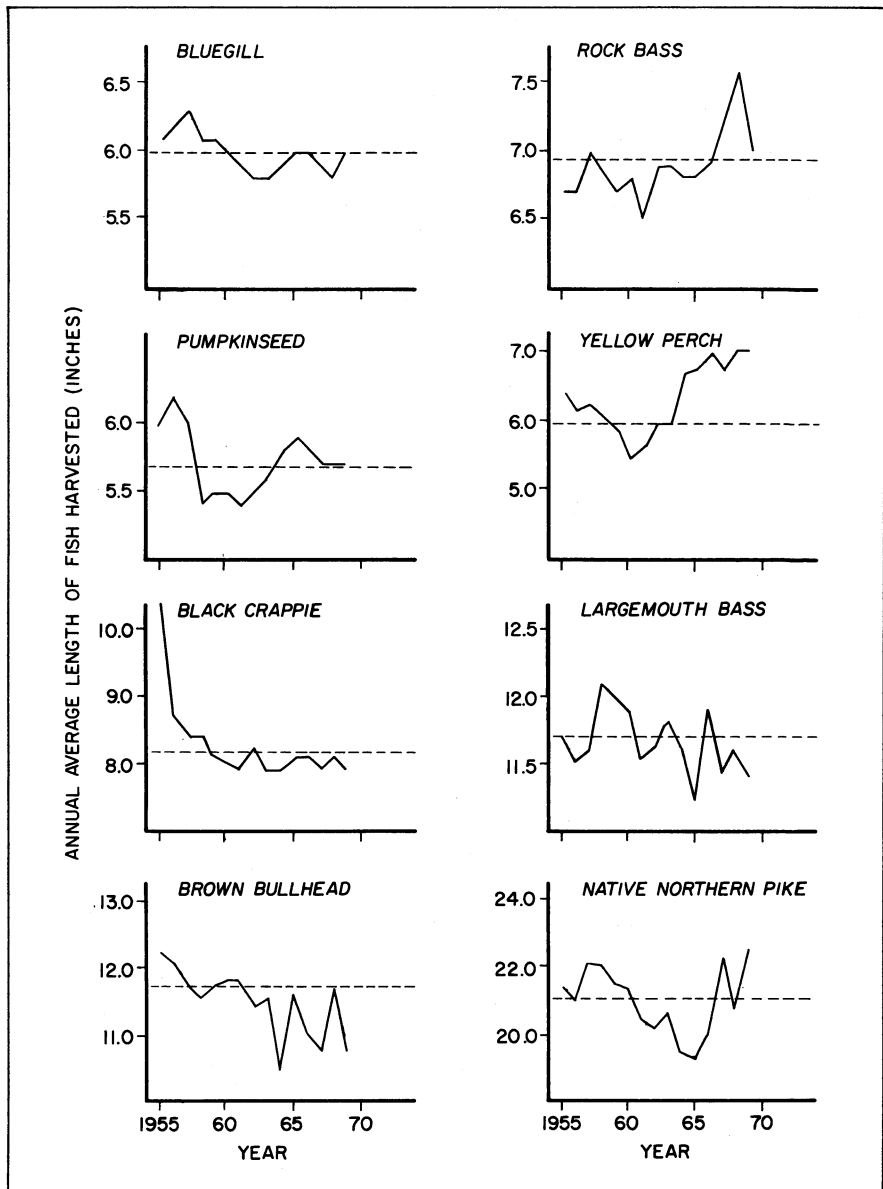 ANNUAL AVERAGE LENGTH OF FISH HARVESTED (INCHES)
BLUEGILL
6.5
6.0
5.5
ROCK BASS
7.5
7.0
6.5
PUMPKINSEED
6.0
5.5
YELLOW PERCH
7.0
6.0
5.0
BLACK CRAPPIE
10.0
9.0
8.0
LARGEMOUTH BASS
12.5
12.0
11.5
BROWN BULLHEAD
13.0
12.0
11.0
1955 60 65 70
YEAR
NATIVE NORTHERN PIKE
24.0
22.0
20.0
1955 60 65 70
YEAR